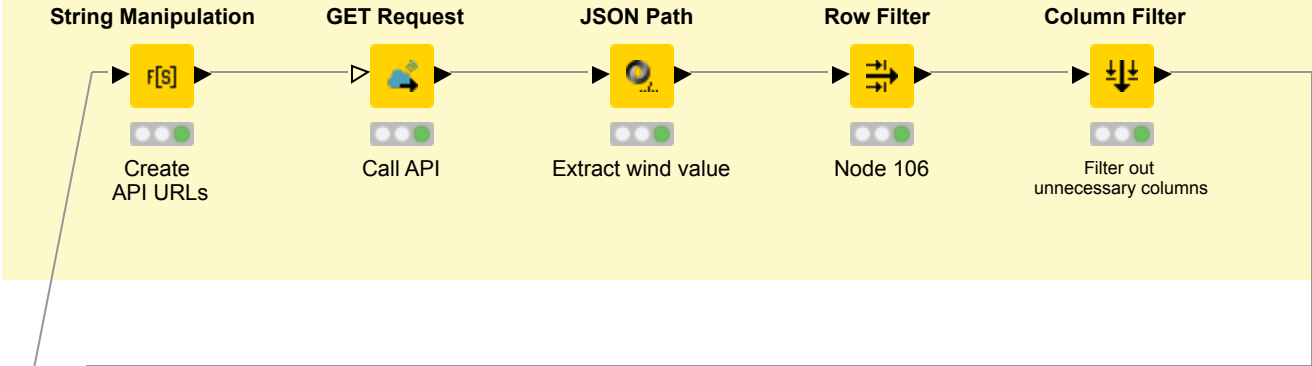 String Manipulation
GET Request
JSON Path
Row Filter
Column Filter
F[S]
Create
API URLs
Call API
Extract wind value
Node 106
Filter out
unnecessary columns